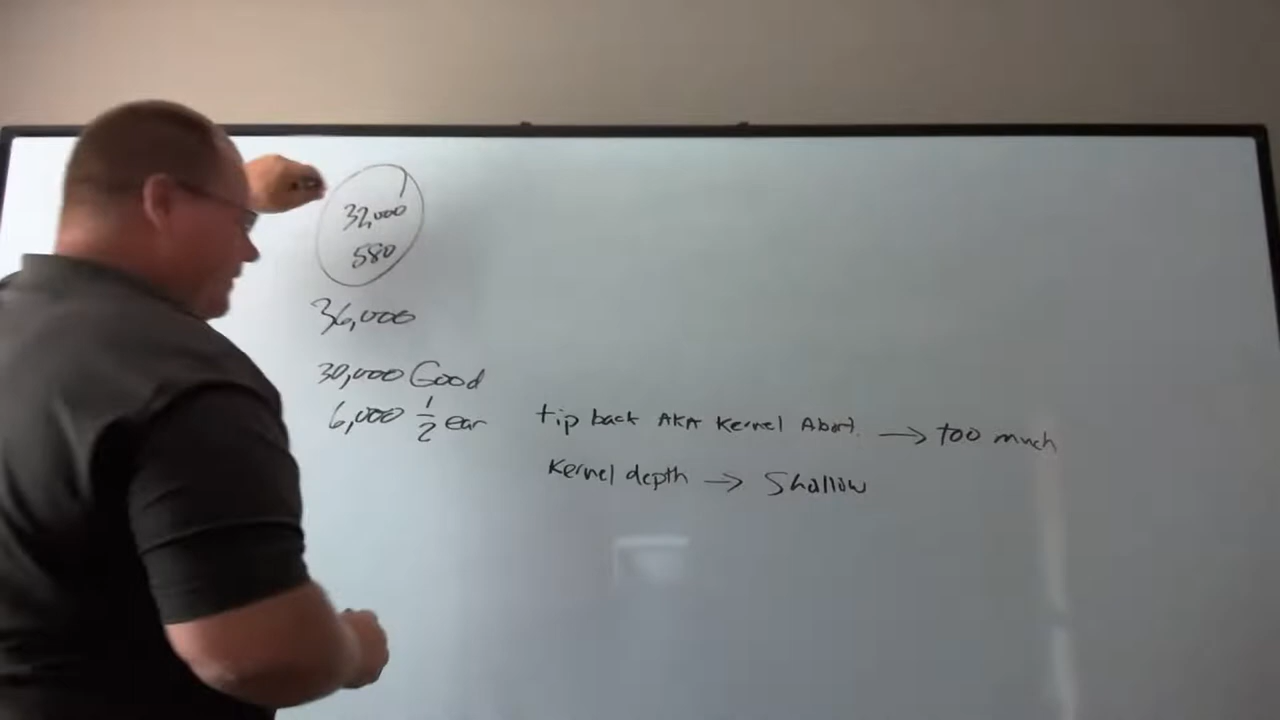 32,000
580
36,000
30,000 Good
6,000 1/2 ear
tip back AKA Kernel Abort → too much
Kernel depth → Shallow